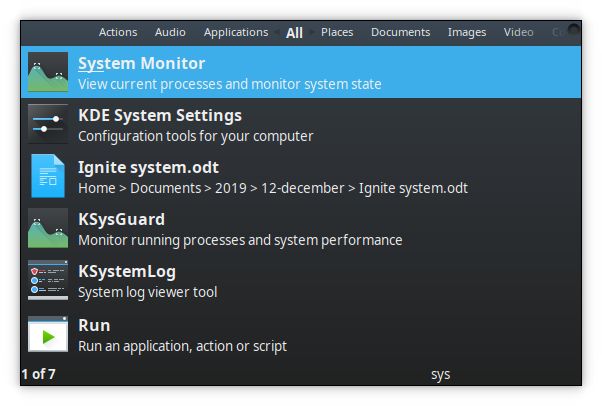 Actions Audio Applications All Places Documents Images Video
System Monitor
View current processes and monitor system state
KDE System Settings
Configuration tools for your computer
Ignite system.odt
Home > Documents > 2019 > 12-december > Ignite system.odt
KSysGuard
Monitor running processes and system performance
KSystemLog
System log viewer tool
Run
Run an application, action or script
1 of 7 sys